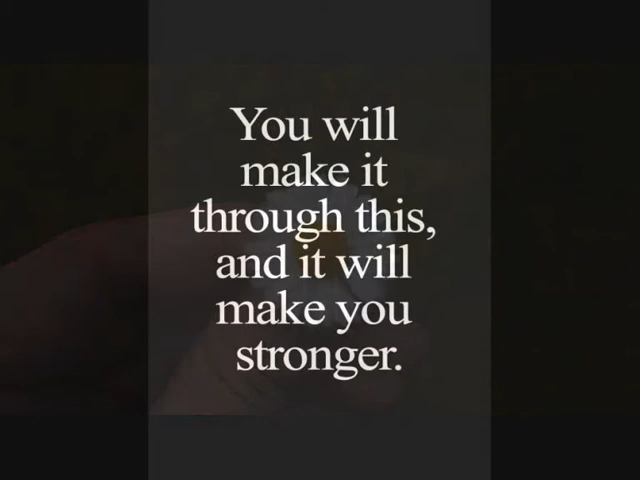 You will
make it
through this,
and it will
make you
stronger.